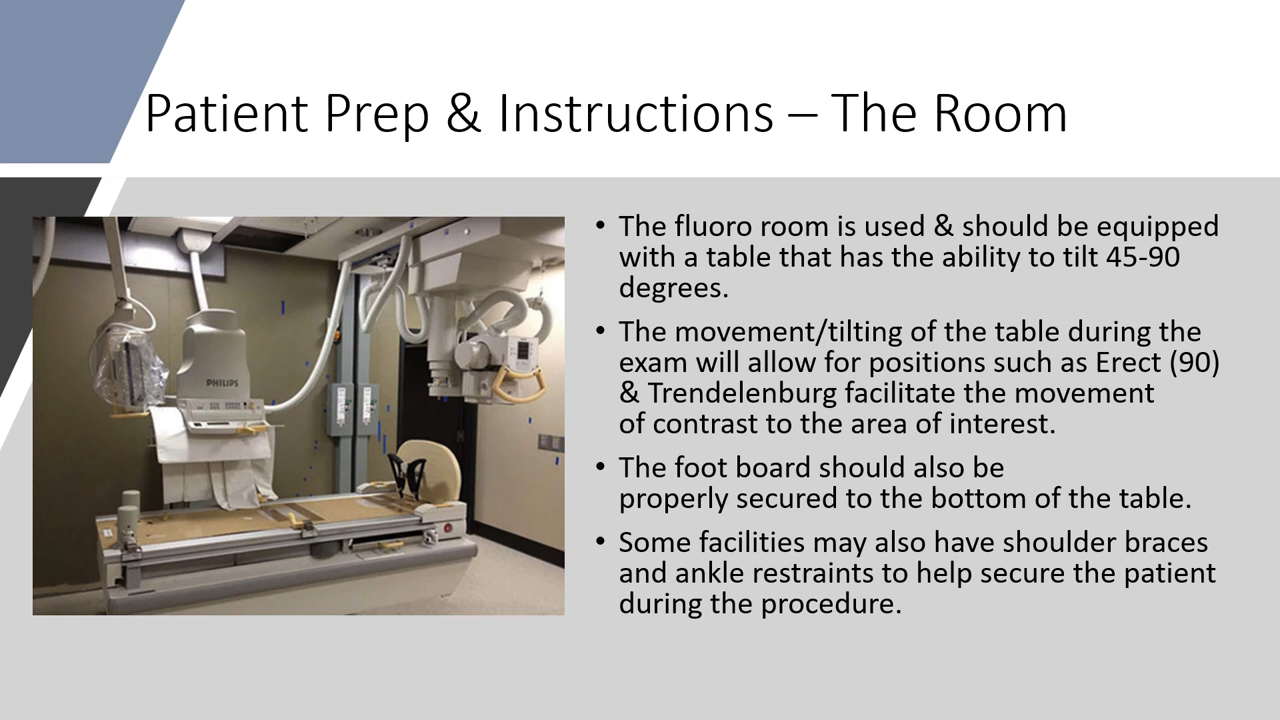 Patient Prep & Instructions – The Room
• The fluoro room is used & should be equipped
with a table that has the ability to tilt 45-90
degrees.
• The movement/tilting of the table during the
exam will allow for positions such as Erect (90)
& Trendelenburg facilitate the movement
of contrast to the area of interest.
• The foot board should also be
properly secured to the bottom of the table.
• Some facilities may also have shoulder braces
and ankle restraints to help secure the patient
during the procedure.
PHILIPS